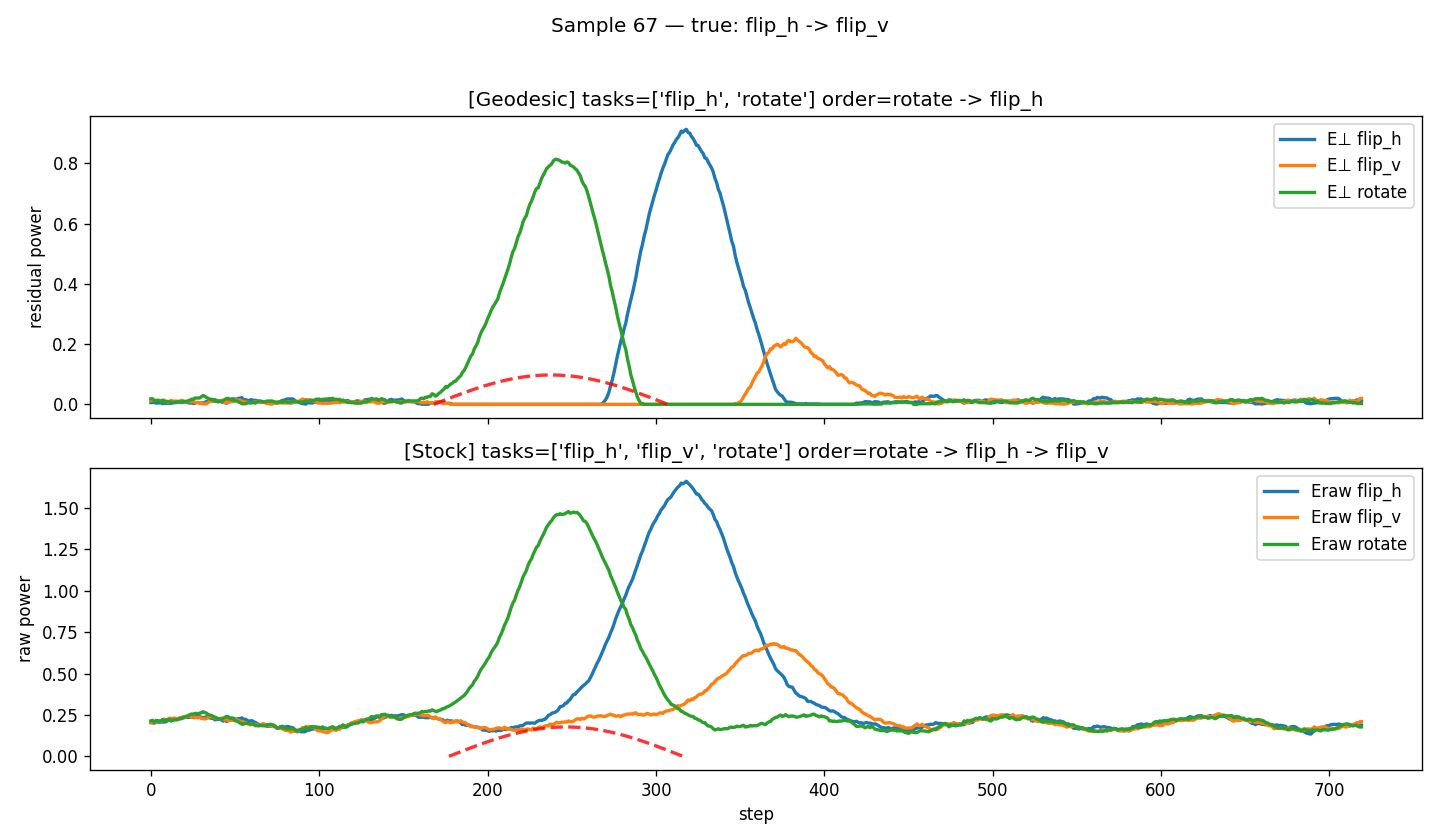 Sample 67 — true: flip_h -> flip_v
[Geodesic] tasks=['flip_h', 'rotate'] order=rotate -> flip_h
residual power
0.8
0.6
0.4
0.2
0.0
E⊥ flip_h
E⊥ flip_v
E⊥ rotate
[Stock] tasks=['flip_h', 'flip_v', 'rotate'] order=rotate -> flip_h -> flip_v
raw power
1.50
1.25
1.00
0.75
0.50
0.25
0.00
Eraw flip_h
Eraw flip_v
Eraw rotate
0 100 200 300 400 500 600 700
step